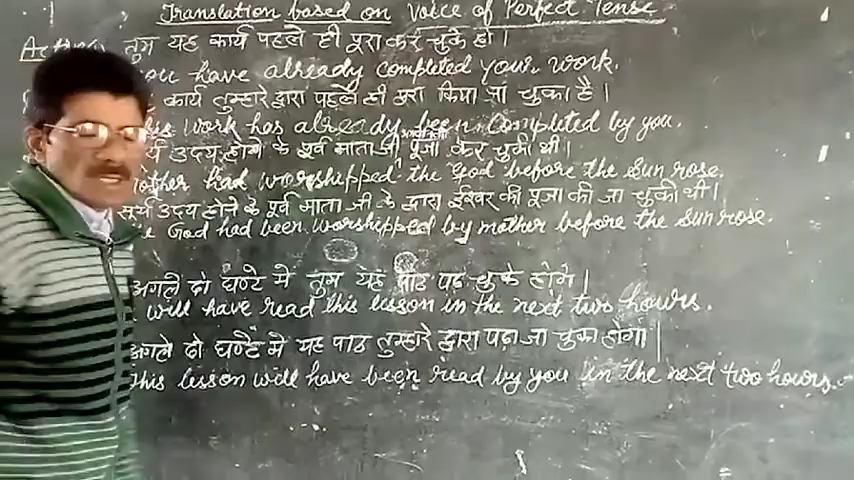 Translation based on Voice of Perfect Tense
तुम यह कार्य पहले ही पूरा कर चुके हो।
have already completed your work.
कार्य तुम्हारे द्वारा पहले ही पूरा किया जा चुका है।
work has already been completed by you.
उदय होने के पूर्व माता जी पूजा कर चुकी थी।
had worshipped the God before the Sun rose.
सूर्य उदय होने के पूर्व माता जी के द्वारा ईश्वर की पूजा की जा चुकी थी।
God had been worshipped by mother before the Sun rose.
अगले दो घण्टे में तुम यह पाठ पढ़ चुके होगे।
will have read this lesson in the next two hours.
अगले दो घण्टे में यह पाठ तुम्हारे द्वारा पढ़ा जा चुका होगा।
This lesson will have been read by you in the next two hours.